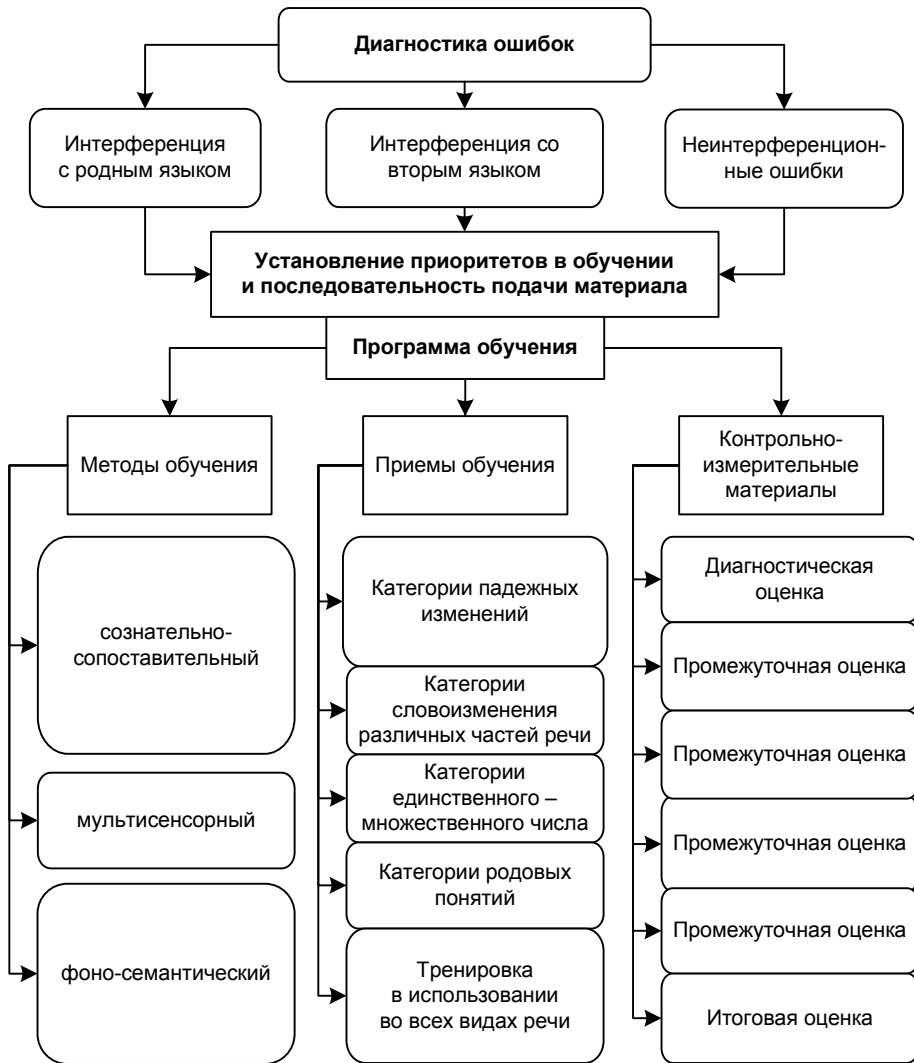 Диагностика ошибок
Интерференция
с родным языком
Интерференция со
вторым языком
Неинтерференцион-
ные ошибки
Установление приоритетов в обучении
и последовательность подачи материала
Программа обучения
Методы обучения
Приемы обучения
Контрольно-
измерительные
материалы
сознательно-
сопоставительный
мультисенсорный
фоно-семантический
Категории падежных
изменений
Категории
словоизменения
различных частей речи
Категории
единственного –
множественного числа
Категории родовых
понятий
Тренировка
в использовании
во всех видах речи
Диагностическая
оценка
Промежуточная оценка
Промежуточная оценка
Промежуточная оценка
Промежуточная оценка
Итоговая оценка